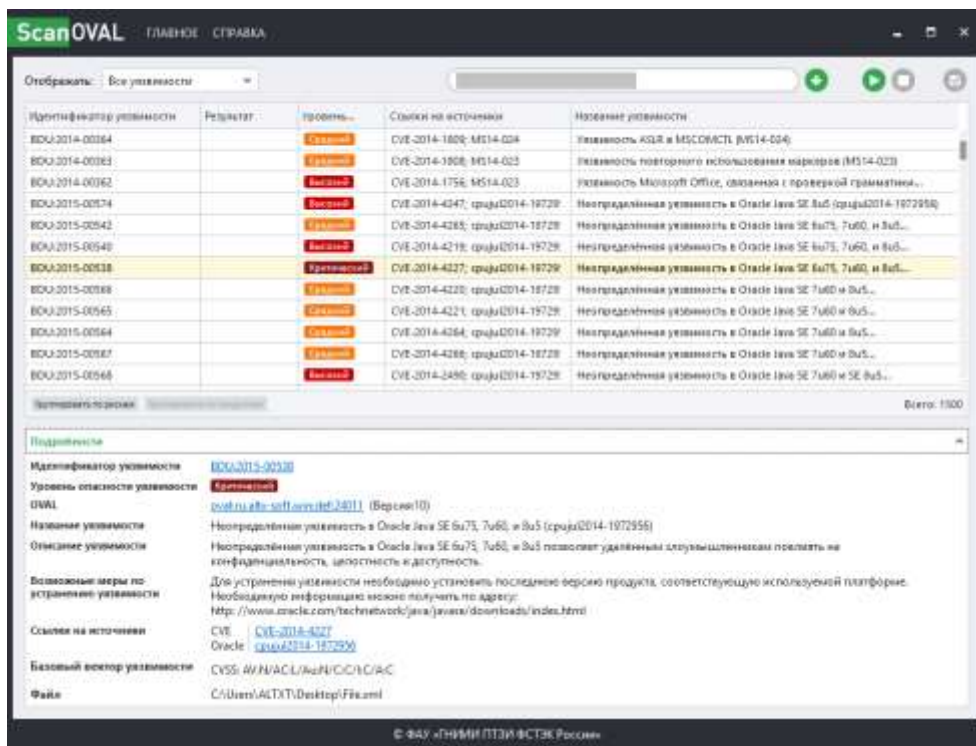 ScanOVAL ГЛАВНОЕ СПРАВКА
Отображать: Все уязвимости
Идентификатор уязвимости Результат Уровень... Ссылки на источники Название уязвимости
BDU:2014-00364 Средний CVE-2014-1809; MS14-024 Уязвимость ASLR в MSCOMCTL (MS14-024)
BDU:2014-00363 Средний CVE-2014-1808; MS14-023 Уязвимость повторного использования маркеров (MS14-023)
BDU:2014-00362 Высокий CVE-2014-1756; MS14-023 Уязвимость Microsoft Office, связанная с проверкой грамматики...
BDU:2015-00574 Высокий CVE-2014-4247; cpujul2014-19729 Неопределённая уязвимость в Oracle Java SE 8u5 (cpujul2014-1972956)
BDU:2015-00542 Средний CVE-2014-4265; cpujul2014-19729 Неопределённая уязвимость в Oracle Java SE 6u75, 7u60, и 8u5...
BDU:2015-00540 Высокий CVE-2014-4219; cpujul2014-19729 Неопределённая уязвимость в Oracle Java SE 6u75, 7u60, и 8u5...
BDU:2015-00538 Критический CVE-2014-4227; cpujul2014-19729 Неопределённая уязвимость в Oracle Java SE 6u75, 7u60, и 8u5...
BDU:2015-00566 Средний CVE-2014-4220; cpujul2014-19729 Неопределённая уязвимость в Oracle Java SE 7u60 и 8u5...
BDU:2015-00565 Средний CVE-2014-4221; cpujul2014-19729 Неопределённая уязвимость в Oracle Java SE 7u60 и 8u5...
BDU:2015-00564 Средний CVE-2014-4264; cpujul2014-19729 Неопределённая уязвимость в Oracle Java SE 7u60 и 8u5...
BDU:2015-00567 Средний CVE-2014-4266; cpujul2014-19729 Неопределённая уязвимость в Oracle Java SE 7u60 и 8u5...
BDU:2015-00568 Высокий CVE-2014-2490; cpujul2014-19729 Неопределённая уязвимость в Oracle Java SE 7u60 и SE 8u5...
Всего: 1500
Подробности
Идентификатор уязвимости BDU:2015-00538
Уровень опасности уязвимости Критический
OVAL oval:ru.altx-soft.win:def:24011 (Версия:10)
Название уязвимости Неопределённая уязвимость в Oracle Java SE 6u75, 7u60, и 8u5 (cpujul2014-1972956)
Описание уязвимости Неопределённая уязвимость в Oracle Java SE 6u75, 7u60, и 8u5 позволяет удалённым злоумышленникам повлиять на
конфиденциальность, целостность и доступность.
Возможные меры по устранению уязвимости Для устранения уязвимости необходимо установить последнюю версию продукта, соответствующую используемой платформе.
Необходимую информацию можно получить по адресу:
http: //www.oracle.com/technetwork/java/javase/downloads/index.html
Ссылки на источники CVE CVE-2014-4227
Oracle cpujul2014-1972956
Базовый вектор уязвимости CVSS: AV:N/AC:L/Au:N/C:C/I:C/A:C
Файл C:\Users\ALTXT\Desktop\File.xml
© ФАУ «ГНИИИ ПТЗИ ФСТЭК России»